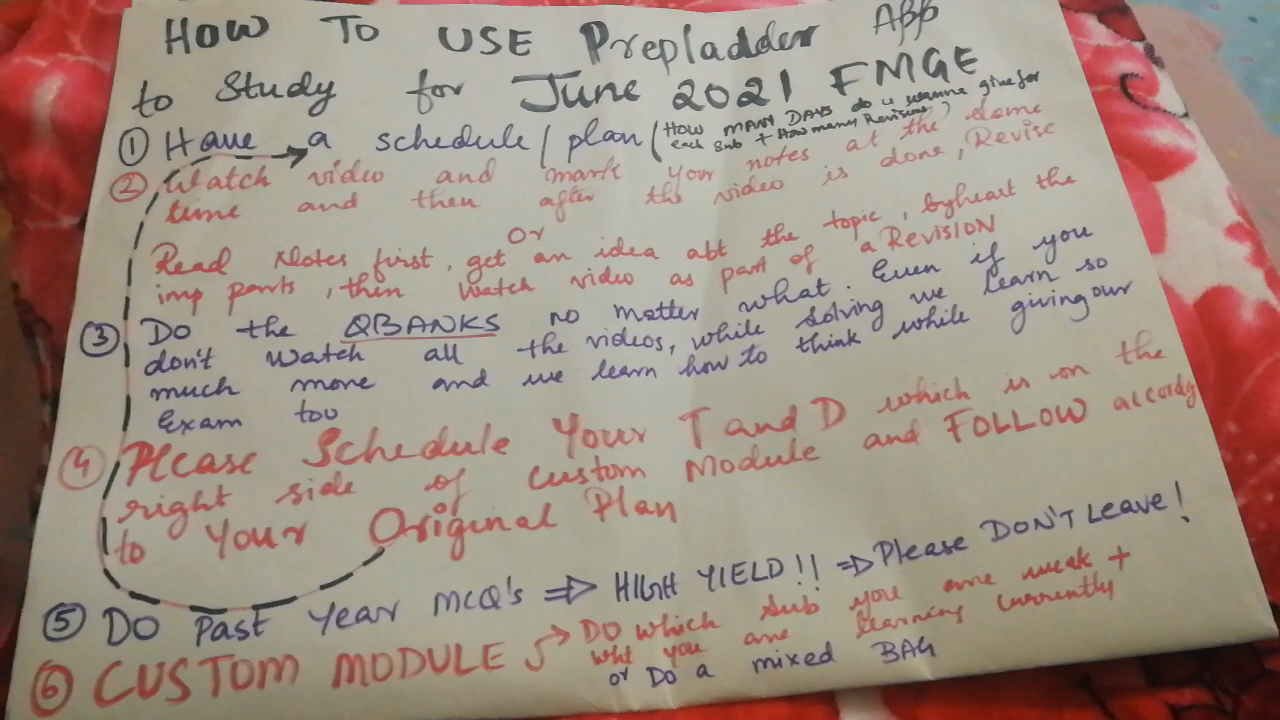 HOW TO USE Prepladder App
to Study for June 2021 FMGE
① Have a schedule / plan (HOW MANY DAYS do u wanna give for
each sub + How many Revisions)
② Watch video and mark your notes at the same
time and then after the video is done, Revise
Or
Read Notes first, get an idea abt the topic, byheart the
imp parts, then watch video as part of a REVISION
③ Do the QBANKS no matter what. Even if you
don't watch all the videos, while solving we learn so
much more and we learn how to think while giving our
Exam too
④ Please Schedule Your T and D which is on the
right side of Custom Module and FOLLOW accordg
to Your Original Plan
⑤ DO Past Year MCQ's ⇒ HIGH YIELD!! ⇒ Please DON'T Leave!
⑥ CUSTOM MODULE → DO which sub you are weak +
wht you are learning currently
or Do a mixed BAG